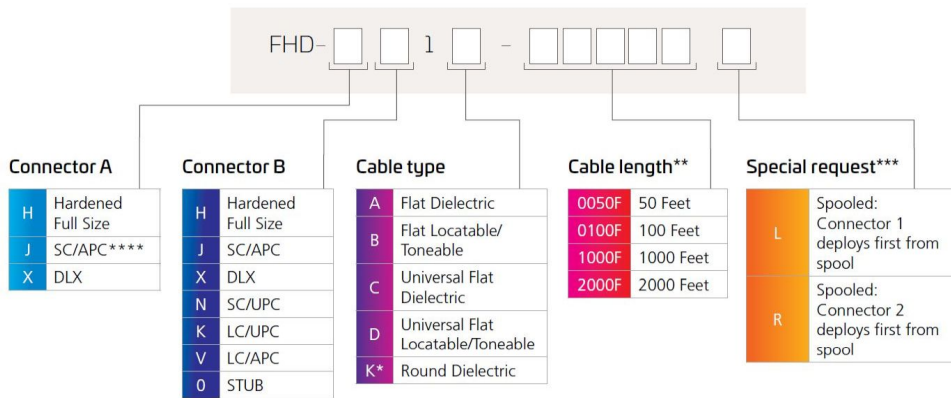 FHD- 1 -
Connector A
H Hardened
Full Size
J SC/APC****
X DLX
Connector B
H Hardened
Full Size
J SC/APC
X DLX
N SC/UPC
K LC/UPC
V LC/APC
0 STUB
Cable type
A Flat Dielectric
B Flat Locatable/
Toneable
C Universal Flat
Dielectric
D Universal Flat
Locatable/Toneable
K* Round Dielectric
Cable length**
0050F 50 Feet
0100F 100 Feet
1000F 1000 Feet
2000F 2000 Feet
Special request***
L Spooled:
Connector 1
deploys first from
spool
R Spooled:
Connector 2
deploys first from
spool